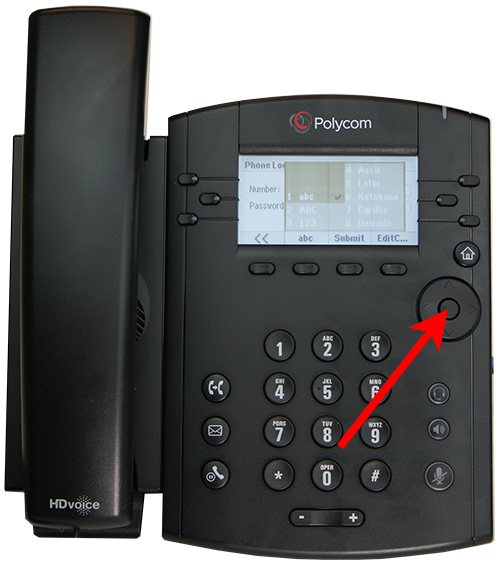 Polycom
Phone Loc
4 Ascii
5 Latin
Number:
1 abc
6 Katakana
Password
2 ABC
7 Cyrillic
3 123
8 Unicode
<<
abc
Submit
EditC...
1
ABC
2
DEF
3
GHI
4
JKL
5
MNO
6
PQRS
7
TUV
8
WXYZ
9
*
OPER
0
#
-
+
HDvoice